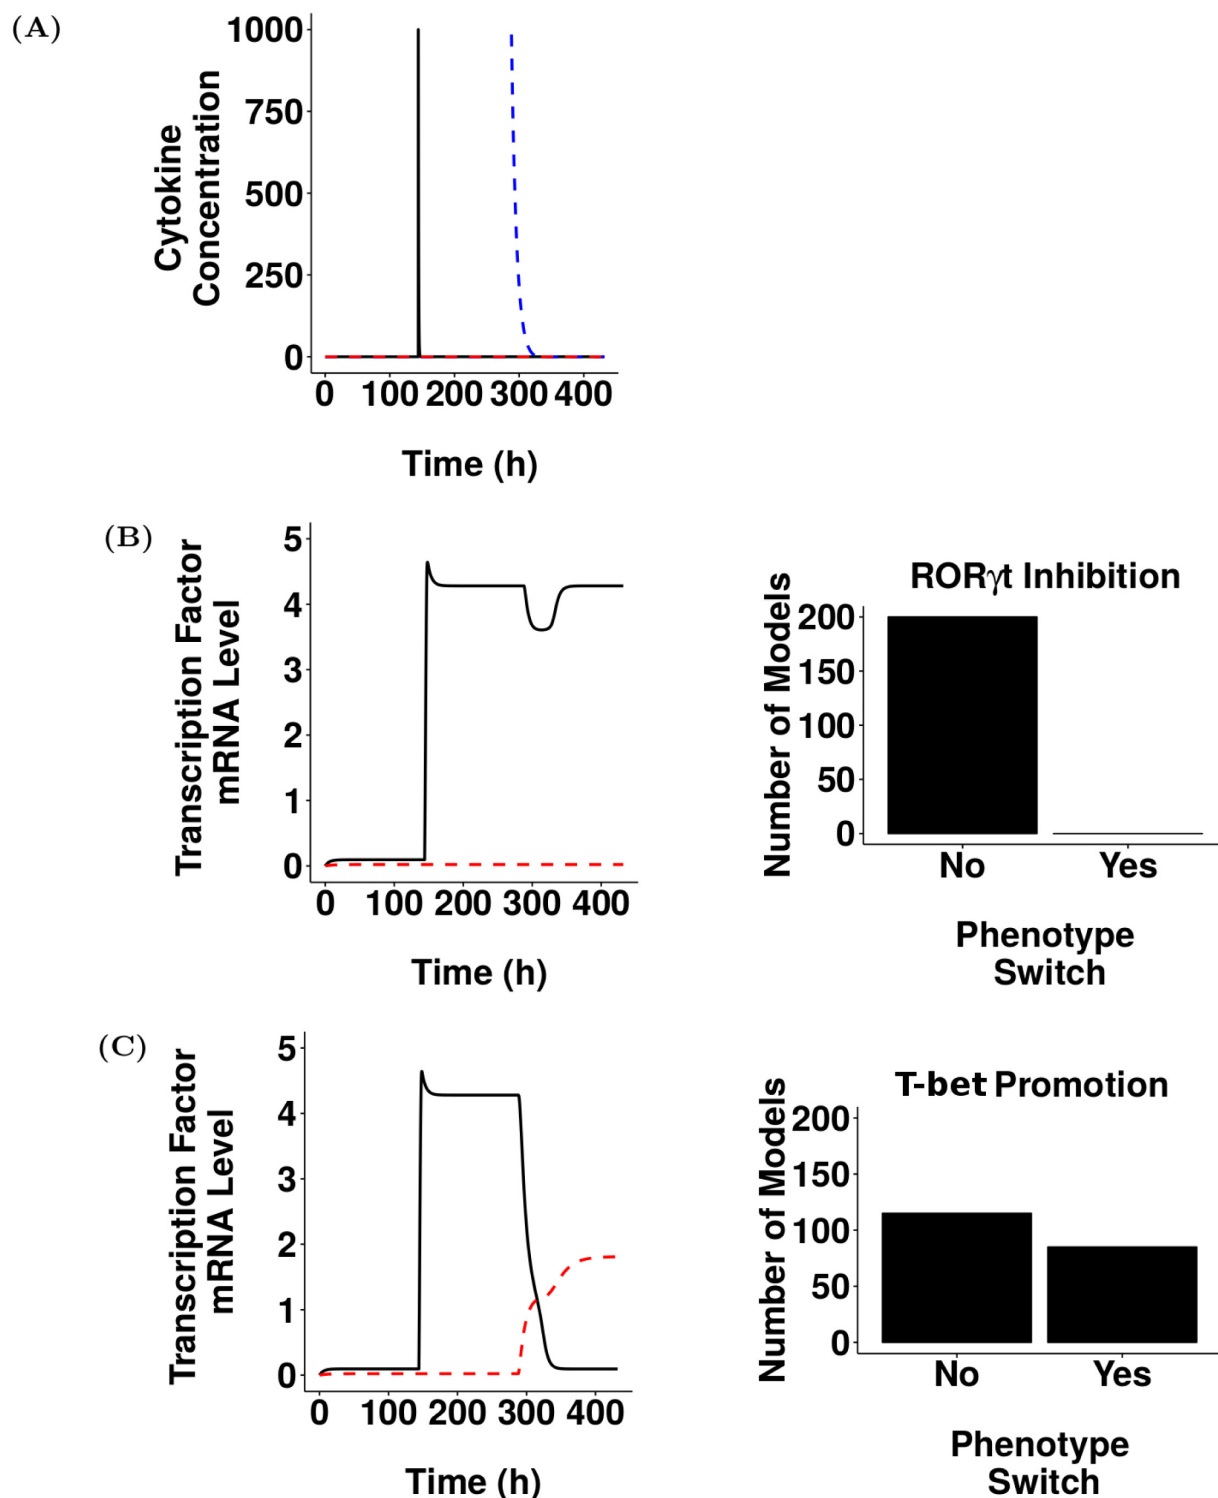 (A)
Cytokine
Concentration
1000
750
500
250
0
0 100 200 300 400
Time (h)
(B)
Transcription Factor
mRNA Level
5
4
3
2
1
0
0 100 200 300 400
Time (h)
RORγt Inhibition
Number of Models
200
150
100
50
0
No Yes
Phenotype
Switch
(C)
Transcription Factor
mRNA Level
5
4
3
2
1
0
0 100 200 300 400
Time (h)
T-bet Promotion
Number of Models
200
150
100
50
0
No Yes
Phenotype
Switch